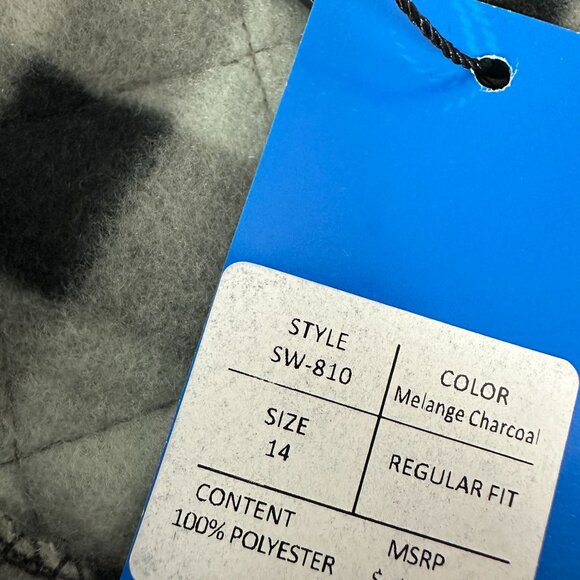 STYLE
SW-810
COLOR
Melange Charcoal
SIZE
14
REGULAR FIT
CONTENT
100% POLYESTER
MSRP
$